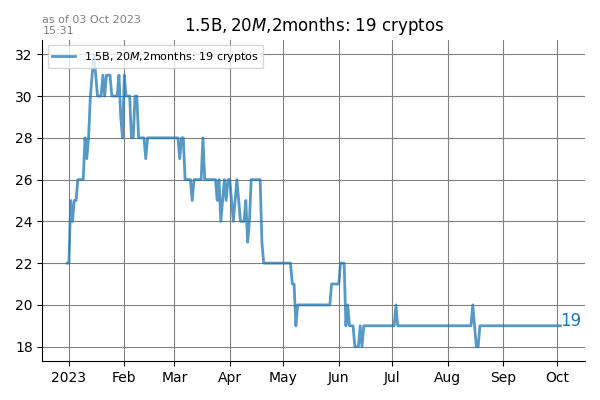 as of 03 Oct 2023
15:31
1.5B, 20M,2months: 19 cryptos
1.5B, 20M,2months: 19 cryptos
32
30
28
26
24
22
20
18
19
2023 Feb Mar Apr May Jun Jul Aug Sep Oct